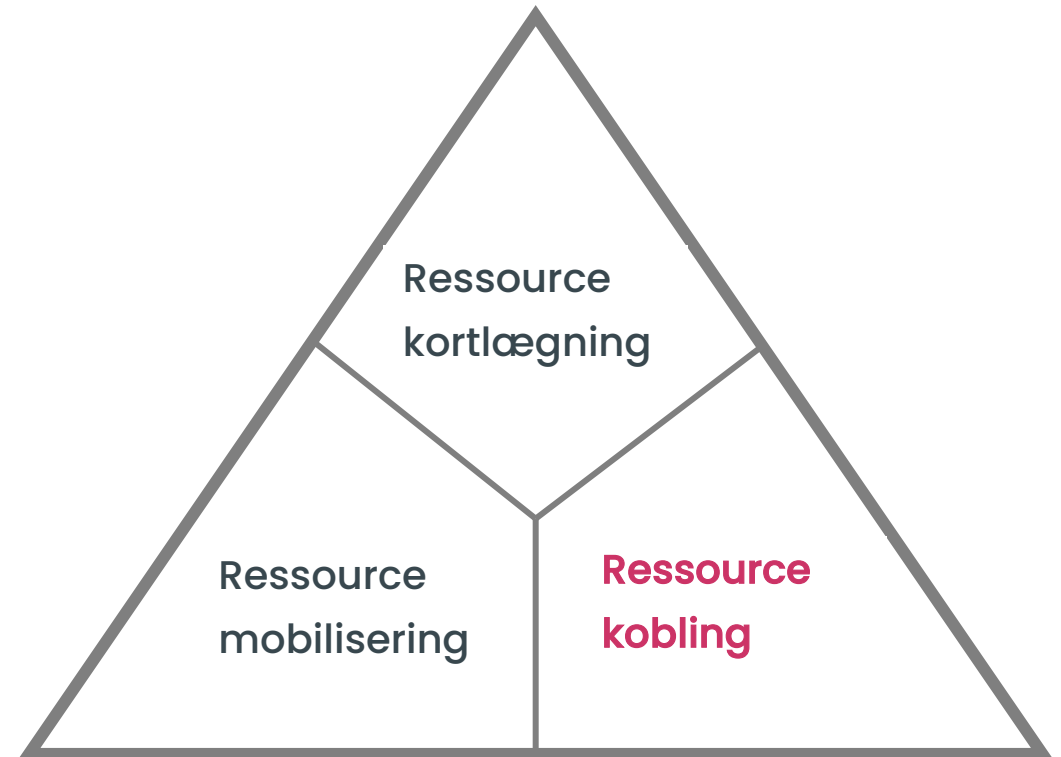 Ressource
kortlægning
Ressource
mobilisering
Ressource
kobling